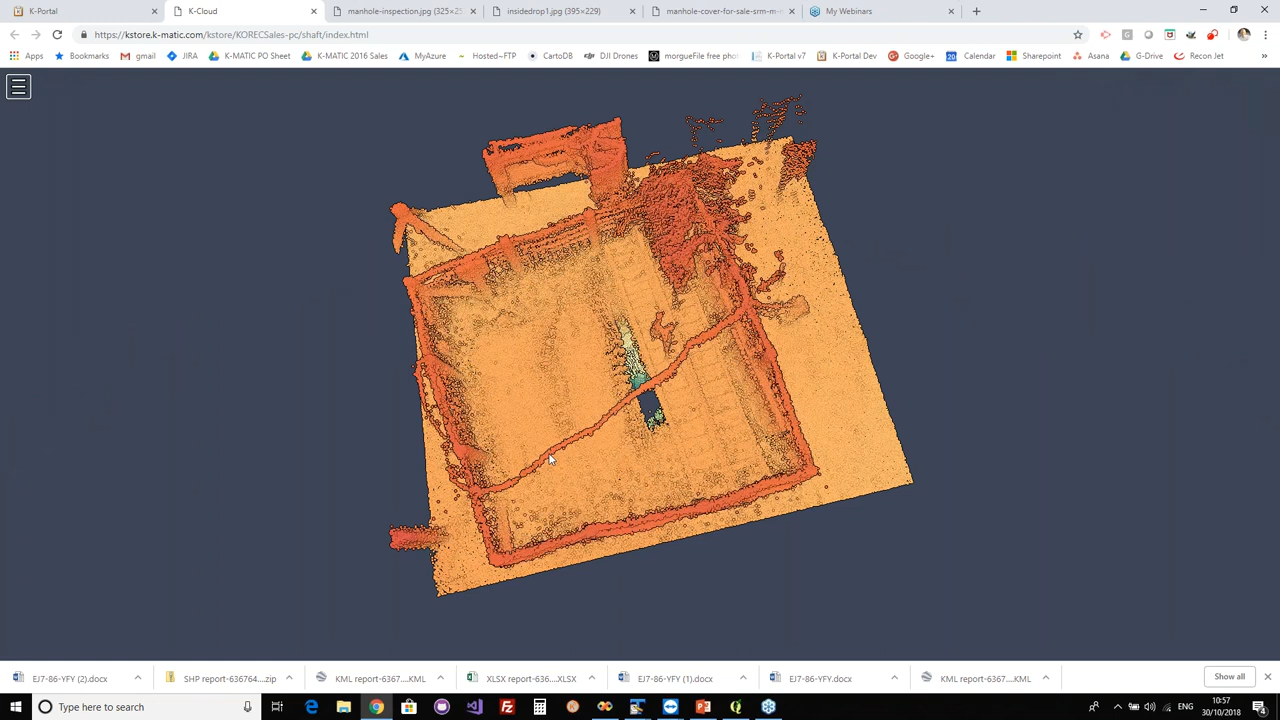 K-Portal
K-Cloud
manhole-inspection.jpg (325×25
insidedrop1.jpg (395×229)
manhole-cover-for-sale-srm-m-m
My Webinars
https://kstore.k-matic.com/kstore/KORECSales-pc/shaft/index.html
Apps
Bookmarks
gmail
JIRA
K-MATIC PO Sheet
K-MATIC 2016 Sales
MyAzure
Hosted~FTP
CartoDB
DJI Drones
morgueFile free phot
K-Portal v7
K-Portal Dev
Google+
20
Calendar
Sharepoint
Asana
G-Drive
Recon Jet
EJ7-86-YFY (2).docx
SHP report-636764....zip
KML report-6367....KML
XLSX report-636....XLSX
EJ7-86-YFY (1).docx
EJ7-86-YFY.docx
KML report-6367....KML
Show all
Type here to search
ENG
10:57
30/10/2018